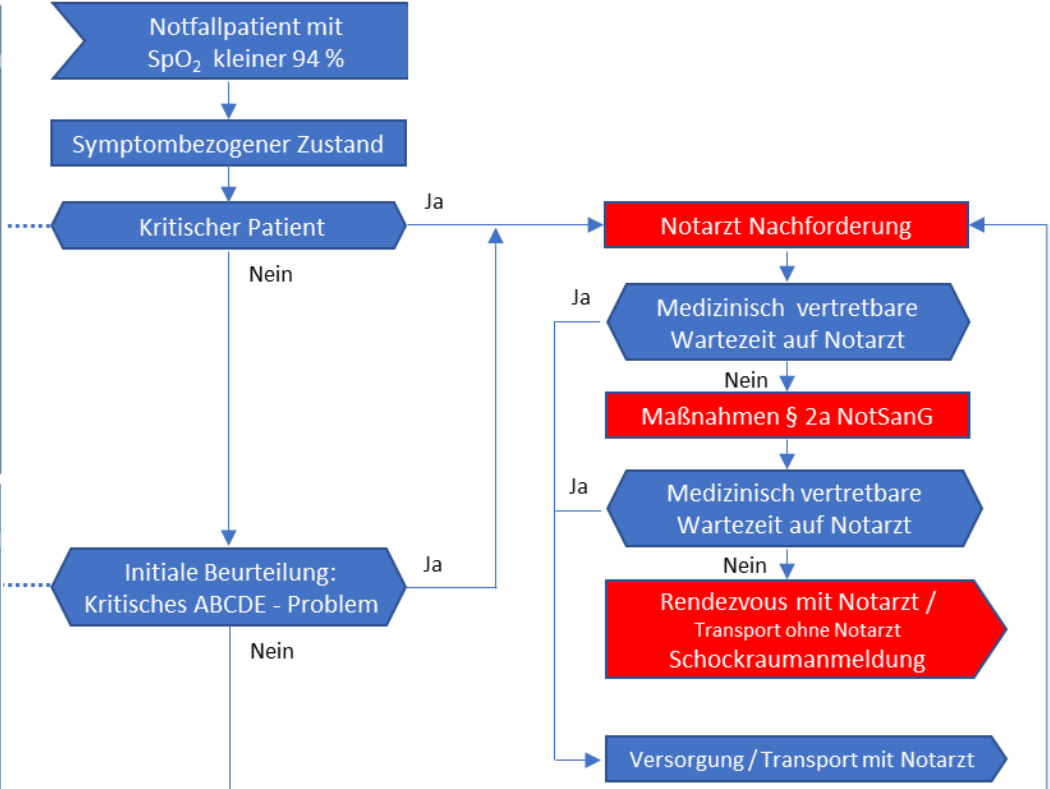 Notfallpatient mit
SpO₂ kleiner 94 %
Symptombezogener Zustand
Kritischer Patient
Ja
Nein
Notarzt Nachforderung
Ja
Medizinisch vertretbare
Wartezeit auf Notarzt
Nein
Maßnahmen § 2a NotSanG
Ja
Medizinisch vertretbare
Wartezeit auf Notarzt
Nein
Initiale Beurteilung:
Kritisches ABCDE - Problem
Ja
Nein
Rendezvous mit Notarzt /
Transport ohne Notarzt
Schockraumanmeldung
Versorgung / Transport mit Notarzt